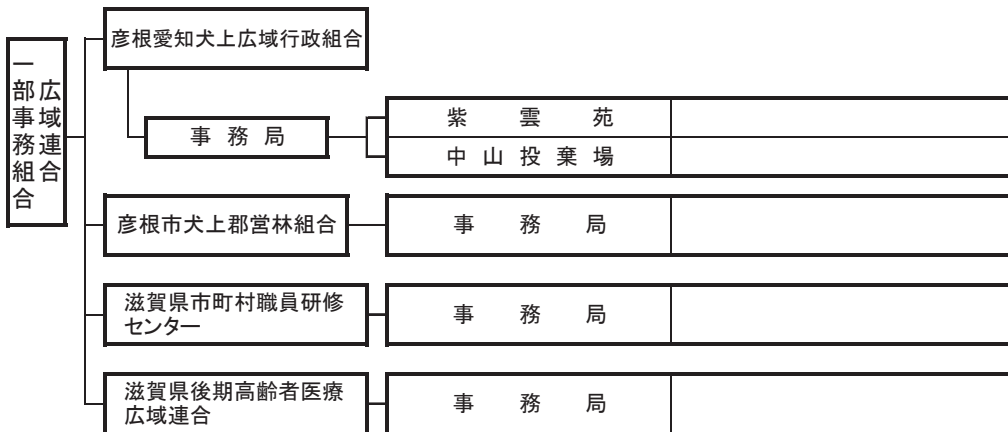 広域連合
一部事務組合
彦根愛知犬上広域行政組合
事務局
紫雲苑
中山投棄場
彦根市犬上郡営林組合
事務局
滋賀県市町村職員研修
センター
事務局
滋賀県後期高齢者医療
広域連合
事務局